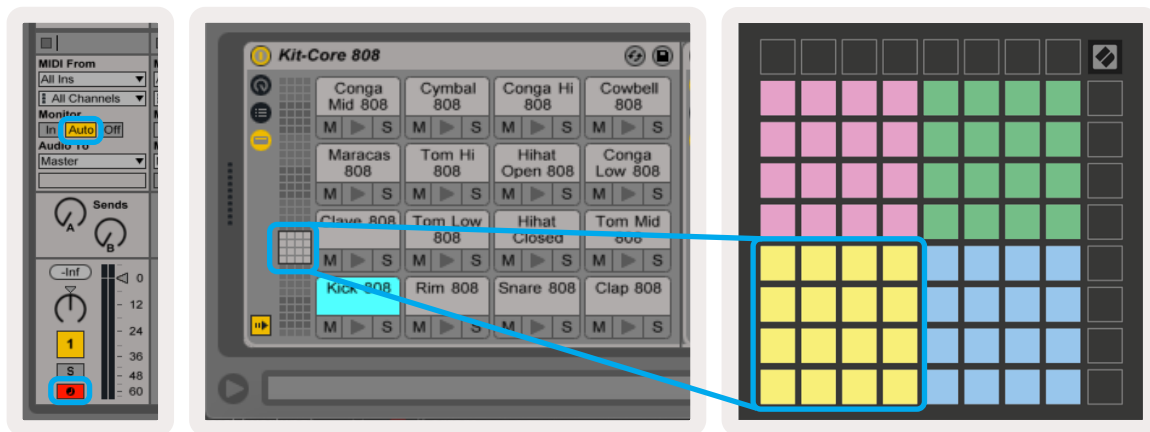 MIDI From
All Ins
All Channels
Monitor
In Auto Off
Audio To
Master
Sends
A
B
-Inf
0
12
24
36
48
60
1
S
Kit-Core 808
Conga
Mid 808
Cymbal
808
Conga Hi
808
Cowbell
808
M S M S M S M S
Maracas
808
Tom Hi
808
Hihat
Open 808
Conga
Low 808
M S M S M S M S
Clave 808
Tom Low
808
Hihat
Closed
Tom Mid
808
M S M S M S M S
Kick 808
Rim 808
Snare 808
Clap 808
M S M S M S M S